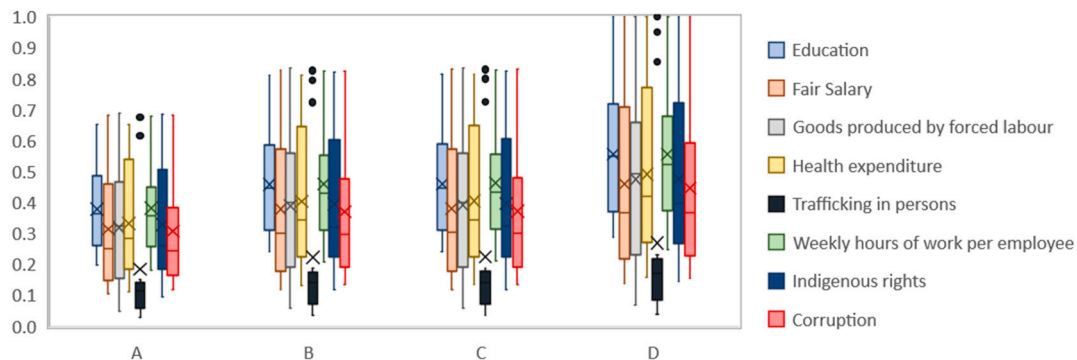 1.0
0.9
0.8
0.7
0.6
0.5
0.4
0.3
0.2
0.1
0.0
A B C D
Education
Fair Salary
Goods produced by forced labour
Health expenditure
Trafficking in persons
Weekly hours of work per employee
Indigenous rights
Corruption